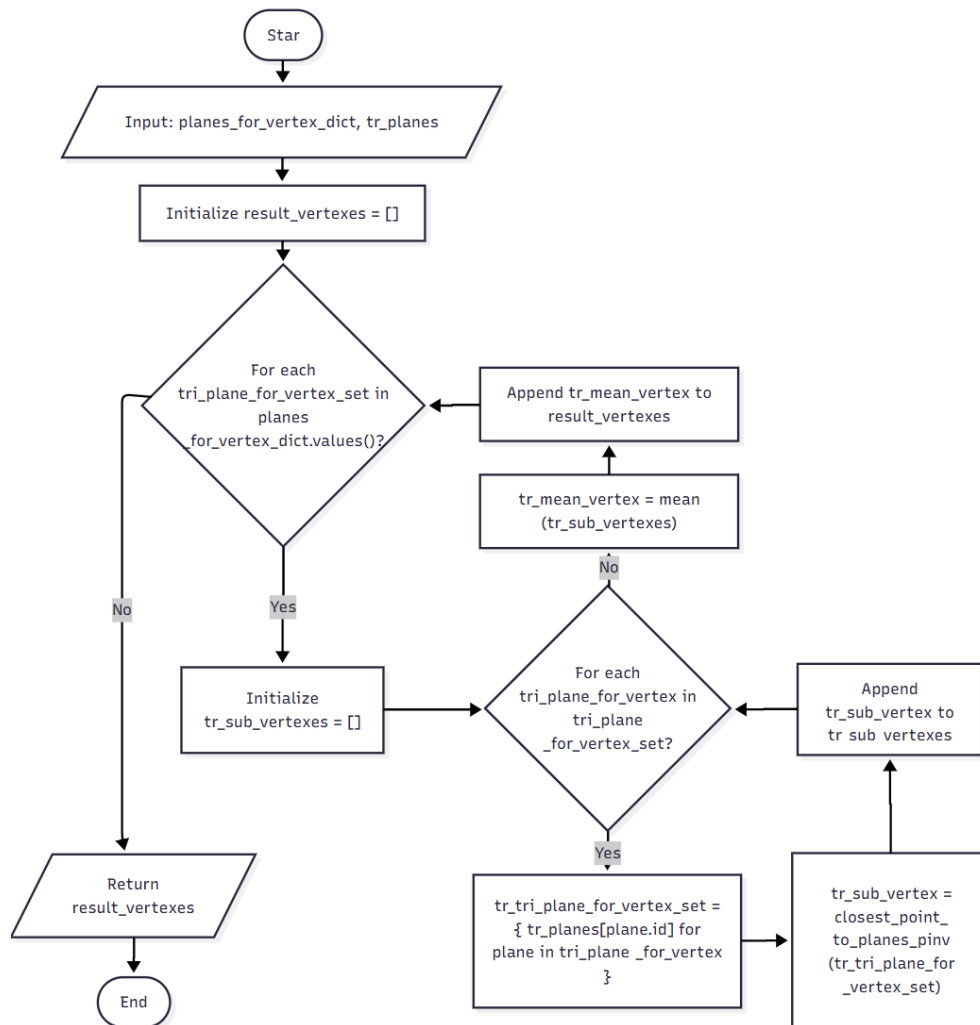 Star
Input: planes_for_vertex_dict, tr_planes
Initialize result_vertexes = []
For each
tri_plane_for_vertex_set in
planes
_for_vertex_dict.values()?
Append tr_mean_vertex to
result_vertexes
tr_mean_vertex = mean
(tr_sub_vertexes)
No
No
Yes
Initialize
tr_sub_vertexes = []
For each
tri_plane_for_vertex in
tri_plane
_for_vertex_set?
Append
tr_sub_vertex to
tr sub vertexes
Yes
Return
result_vertexes
tr_tri_plane_for_vertex_set =
{ tr_planes[plane.id] for
plane in tri_plane _for_vertex
}
tr_sub_vertex =
closest_point_
to_planes_pinv
(tr_tri_plane_for
_vertex_set)
End